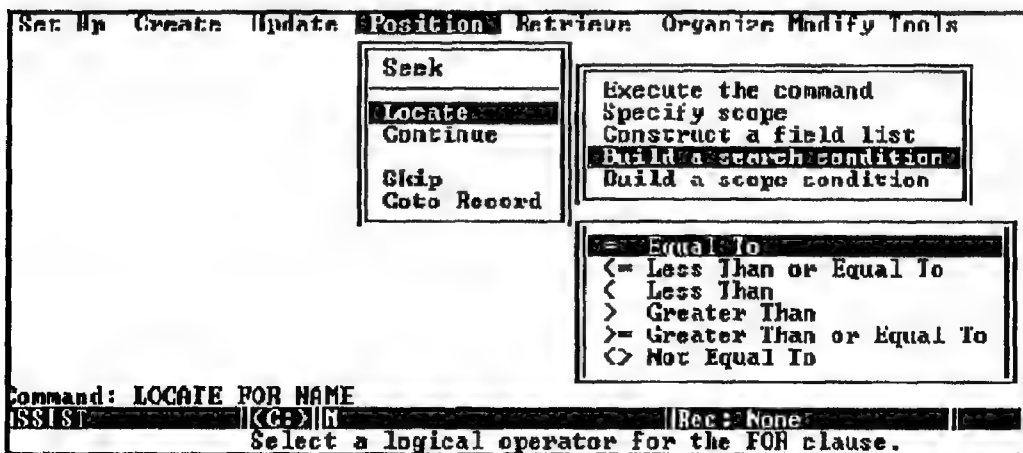 Set Up Create Update Position Retrieve Organize Modify Tools
Seek
Locate
Continue
Skip
Goto Record
Execute the command
Specify scope
Construct a field list
Build a search condition
Build a scope condition
= Equal To
<= Less Than or Equal To
< Less Than
> Greater Than
>= Greater Than or Equal To
<> Not Equal To
Command: LOCATE FOR NAME
ASSIST <C:> Rec: None
Select a logical operator for the FOR clause.